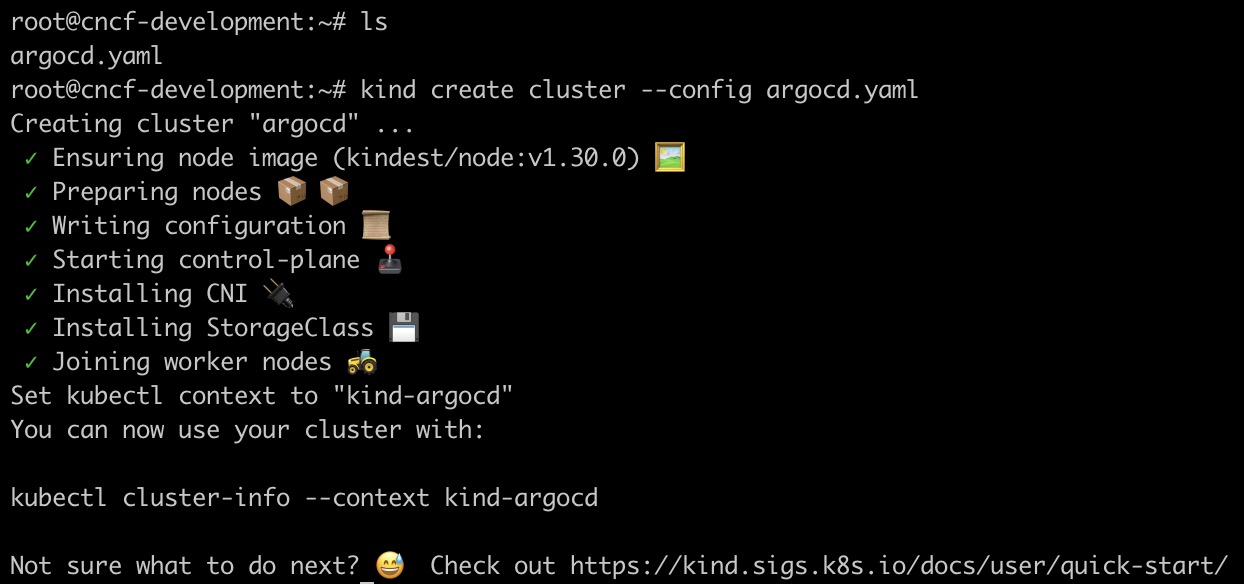 root@cncf-development:~# ls
argocd.yaml
root@cncf-development:~# kind create cluster --config argocd.yaml
Creating cluster "argocd" ...
✓ Ensuring node image (kindest/node:v1.30.0) 🖼
✓ Preparing nodes 📦 📦
✓ Writing configuration 📜
✓ Starting control-plane 🕹️
✓ Installing CNI 🔌
✓ Installing StorageClass 💾
✓ Joining worker nodes 🚜
Set kubectl context to "kind-argocd"
You can now use your cluster with:

kubectl cluster-info --context kind-argocd

Not sure what to do next? 😅  Check out https://kind.sigs.k8s.io/docs/user/quick-start/